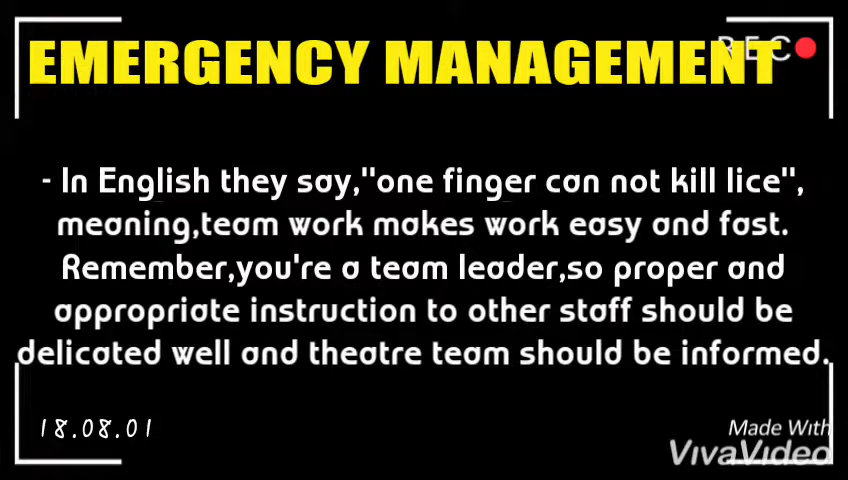 REC
EMERGENCY MANAGEMENT
- In English they say,"one finger can not kill lice",
meaning,team work makes work easy and fast.
Remember,you're a team leader,so proper and
appropriate instruction to other staff should be
delicated well and theatre team should be informed.
18.08.01
Made With
VivaVideo